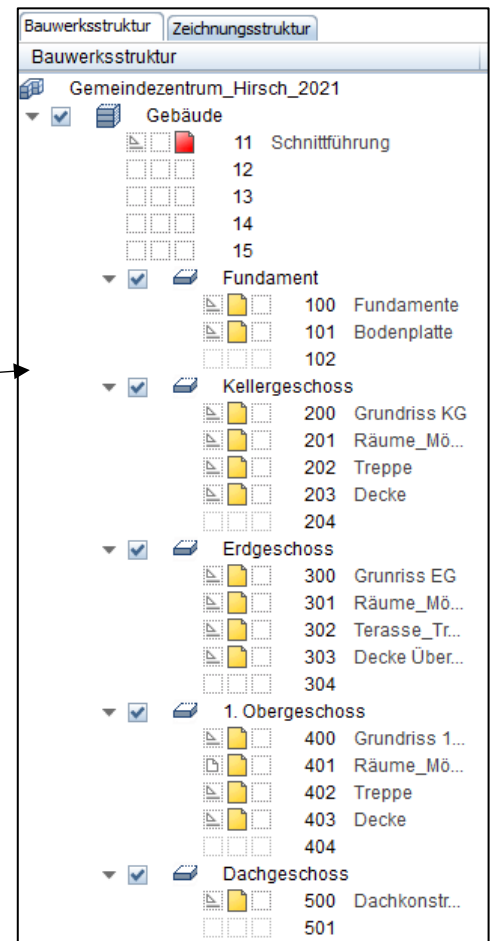 Bauwerksstruktur Zeichnungsstruktur
Bauwerksstruktur
Gemeindezentrum_Hirsch_2021
Gebäude
11 Schnittführung
12
13
14
15
Fundament
100 Fundamente
101 Bodenplatte
102
Kellergeschoss
200 Grundriss KG
201 Räume_Mö...
202 Treppe
203 Decke
204
Erdgeschoss
300 Grunriss EG
301 Räume_Mö...
302 Terasse_Tr...
303 Decke Über...
304
1. Obergeschoss
400 Grundriss 1...
401 Räume_Mö...
402 Treppe
403 Decke
404
Dachgeschoss
500 Dachkonstr...
501